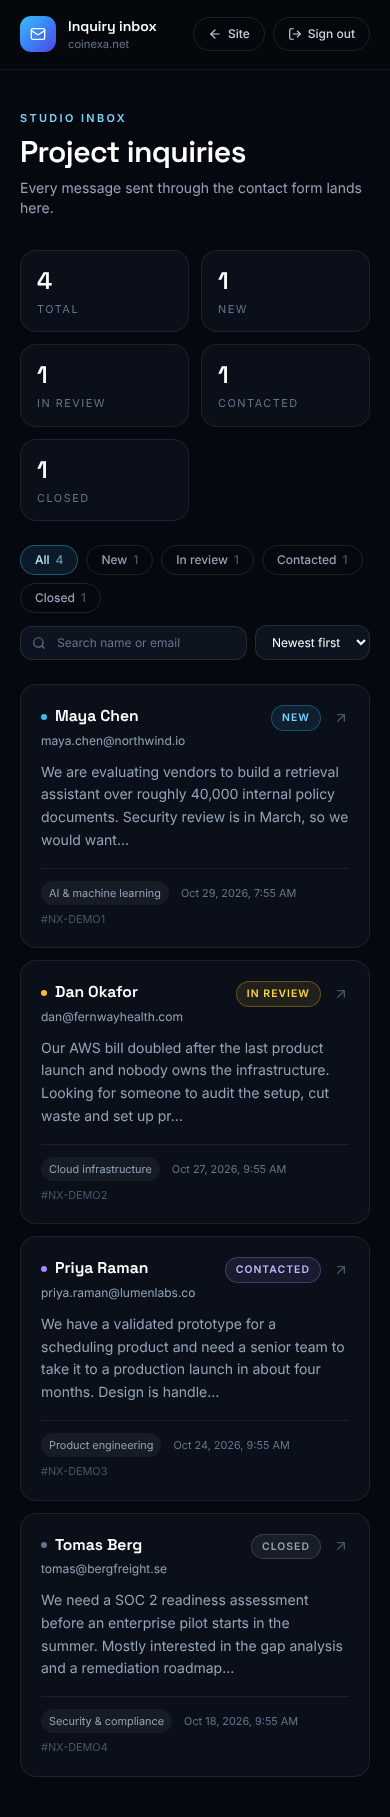 Inquiry inbox
coinexa.net
Site
Sign out
STUDIO INBOX
Project inquiries
Every message sent through the contact form lands
here.
4
TOTAL
1
NEW
1
IN REVIEW
1
CONTACTED
1
CLOSED
All 4
New 1
In review 1
Contacted 1
Closed 1
Search name or email
Newest first
Maya Chen
NEW
maya.chen@northwind.io
We are evaluating vendors to build a retrieval
assistant over roughly 40,000 internal policy
documents. Security review is in March, so we
would want...
AI & machine learning
Oct 29, 2026, 7:55 AM
#NX-DEMO1
Dan Okafor
IN REVIEW
dan@fernwayhealth.com
Our AWS bill doubled after the last product
launch and nobody owns the infrastructure.
Looking for someone to audit the setup, cut
waste and set up pr...
Cloud infrastructure
Oct 27, 2026, 9:55 AM
#NX-DEMO2
Priya Raman
CONTACTED
priya.raman@lumenlabs.co
We have a validated prototype for a
scheduling product and need a senior team to
take it to a production launch in about four
months. Design is handle...
Product engineering
Oct 24, 2026, 9:55 AM
#NX-DEMO3
Tomas Berg
CLOSED
tomas@bergfreight.se
We need a SOC 2 readiness assessment
before an enterprise pilot starts in the
summer. Mostly interested in the gap analysis
and a remediation roadmap...
Security & compliance
Oct 18, 2026, 9:55 AM
#NX-DEMO4